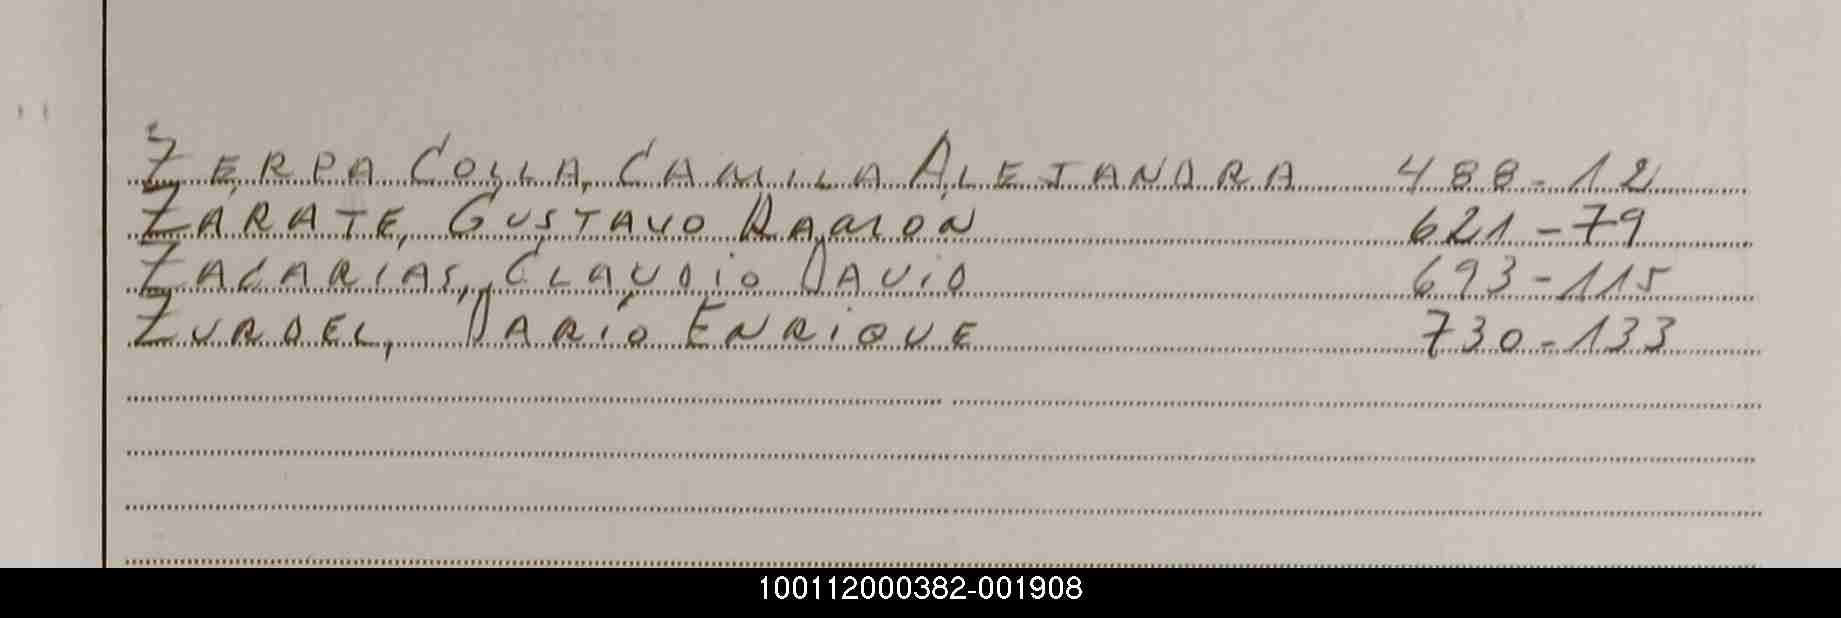 ZERPA COLLA, CAMILA ALEJANDRA 488-12
ZARATE, GUSTAVO RAMON 621-79
ZACARIAS, CLAUDIO DAVID 693-115
ZURDEL, DARIO ENRIQUE 730-133
100112000382-001908